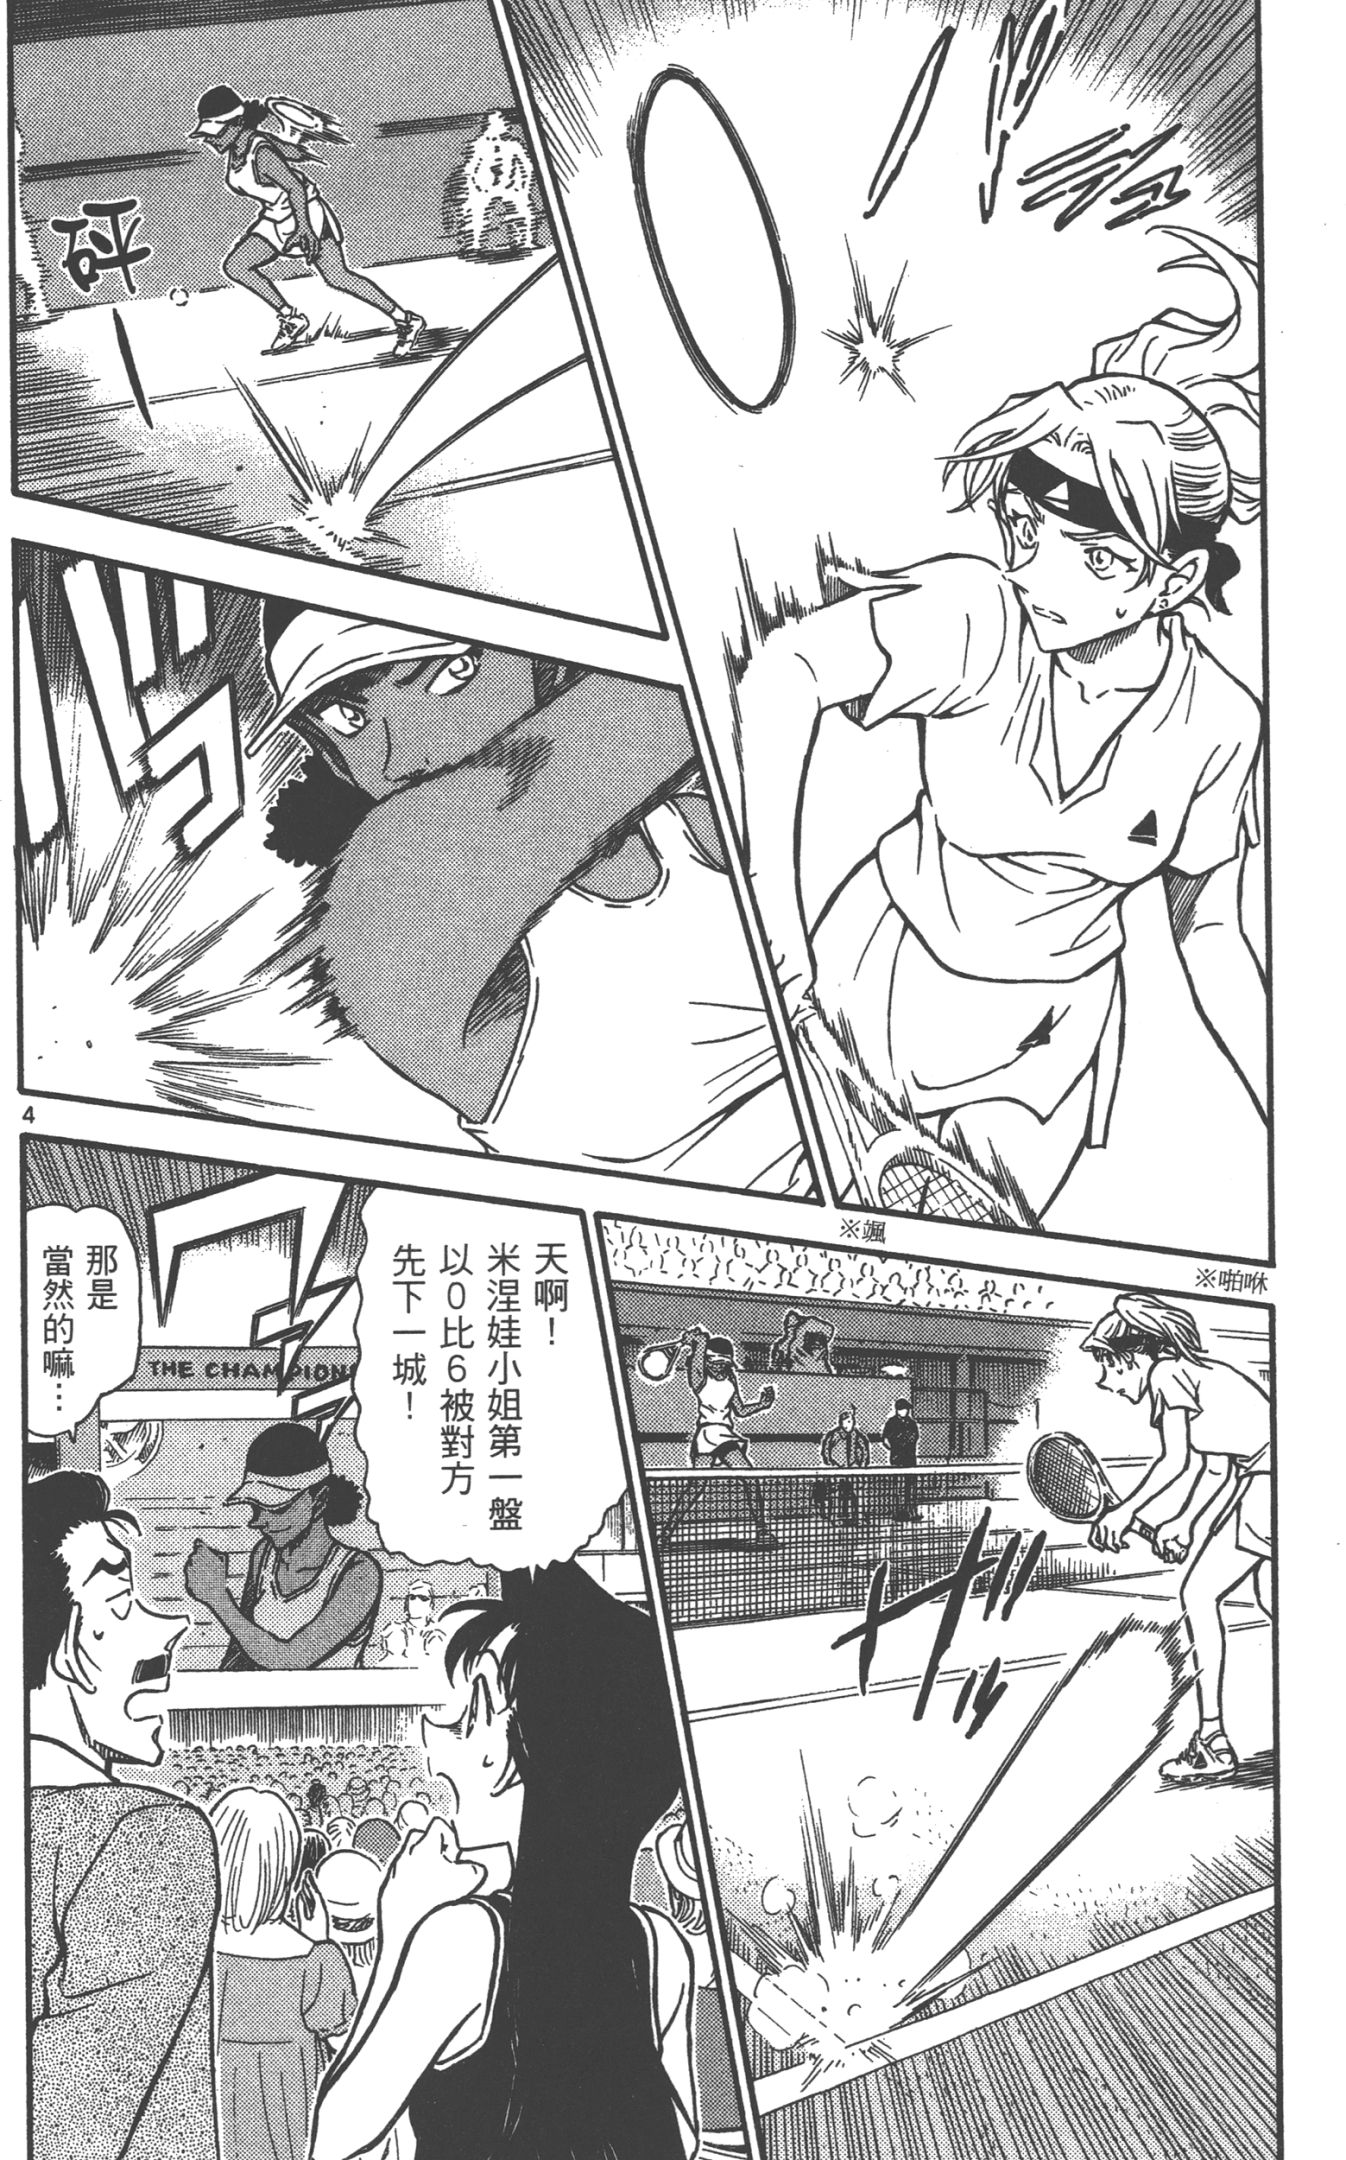 砰
※颯
※啪咻
天啊！
米涅娃小姐第一盤
以0比6被對方
先下一城！
那是
當然的嘛…
THE CHAMPION
4